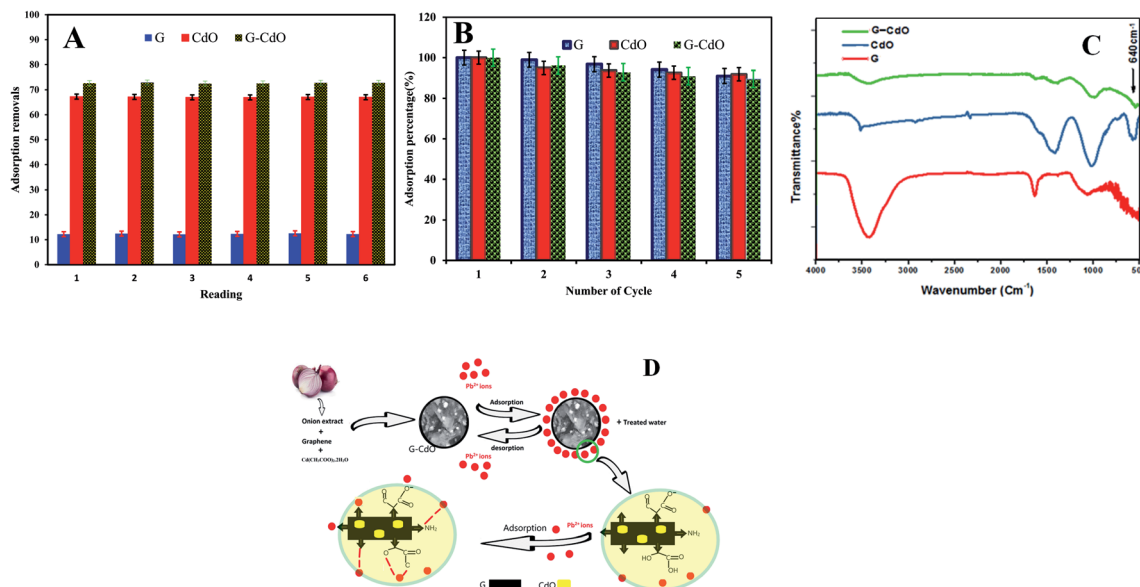 A
G
CdO
G-CdO
Adsorption removals
100
90
80
70
60
50
40
30
20
10
0
1 2 3 4 5 6
Reading
B
G
CdO
G-CdO
Adsorption percentage(%)
120%
100%
80%
60%
40%
20%
0%
1 2 3 4 5
Number of Cycle
C
G-CdO
CdO
G
640cm⁻¹
Transmittance%
4000 3500 3000 2500 2000 1500 1000 500
Wavenumber (Cm⁻¹)
D
Onion extract
+
Graphene
+
Cd(CH₃COO)₂.2H₂O
G-CdO
Pb²⁺ ions
Adsorption
desorption
Pb²⁺ ions
+ Treated water
O O⁻
C C
O
NH₂
O C
C
O
Adsorption
Pb²⁺ ions
O O⁻
C C
O
NH₂
HO C O
OH
G CdO